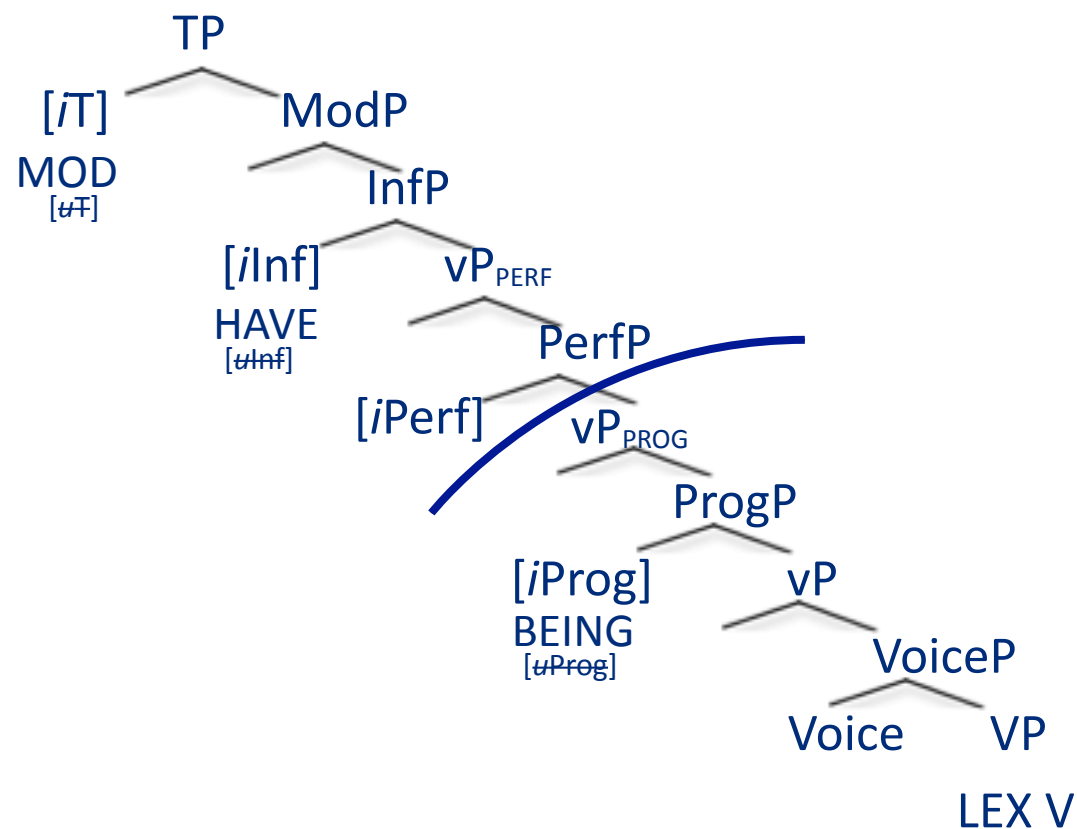 TP
[iT]
ModP
MOD
[uT]
InfP
[iInf]
vPPERF
HAVE
[uInf]
PerfP
[iPerf]
vPPROG
ProgP
[iProg]
vP
BEING
[uProg]
VoiceP
Voice
VP
LEX V